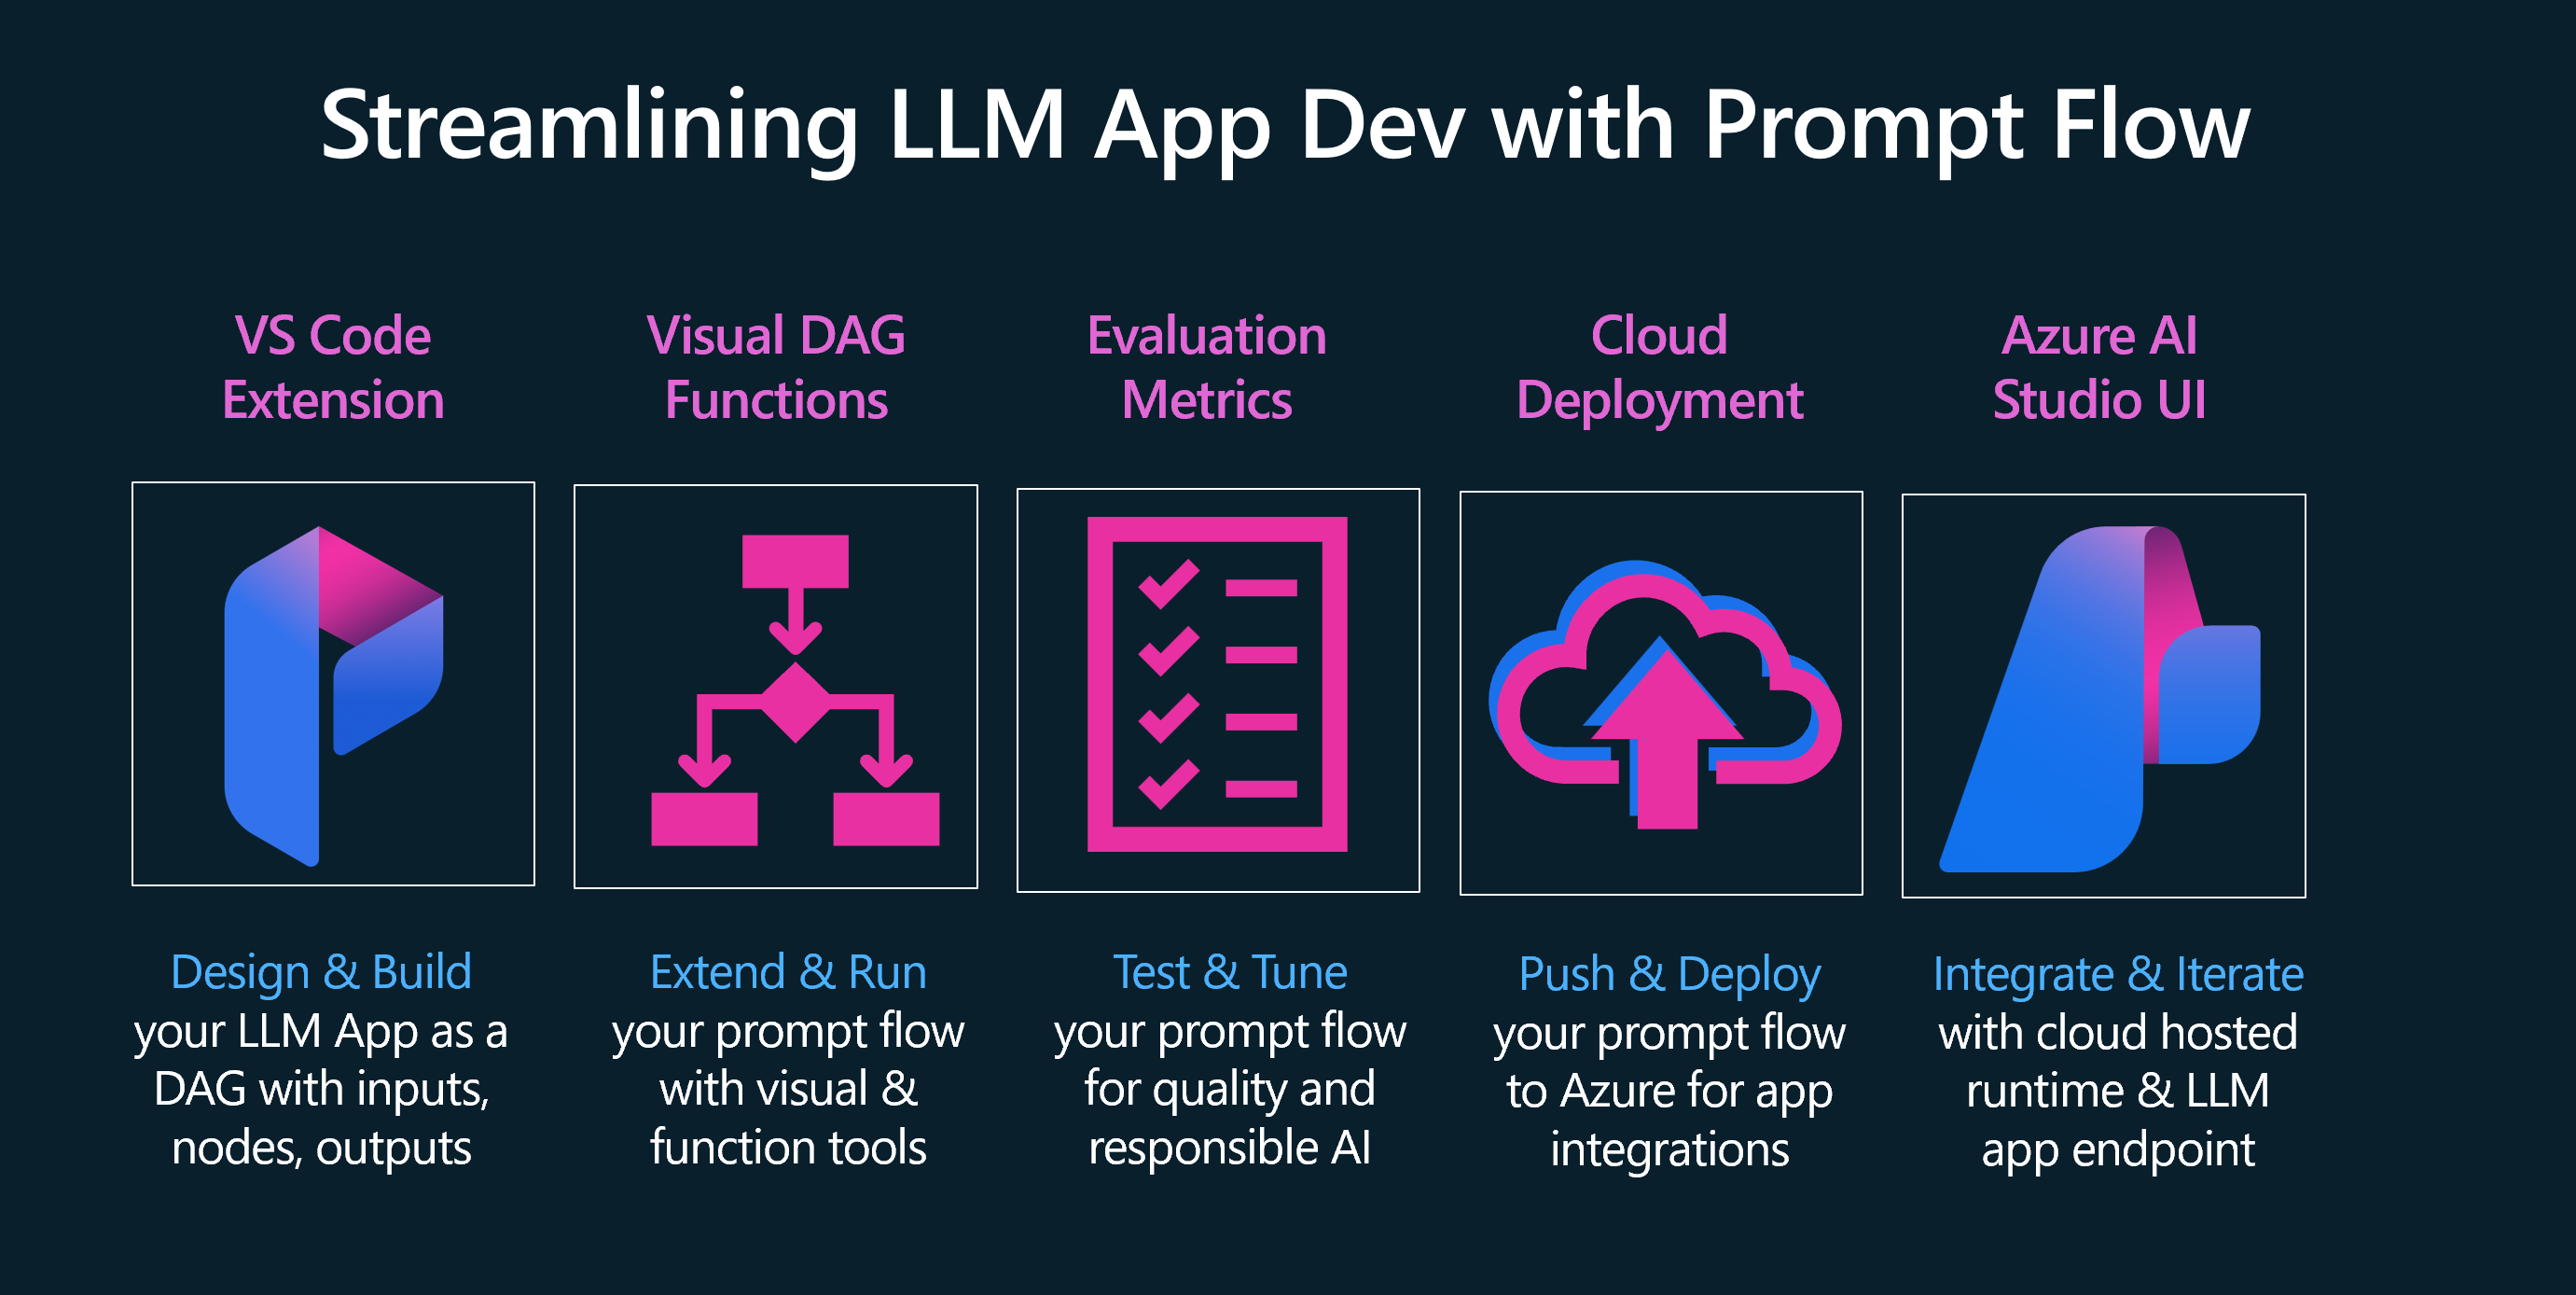 Streamlining LLM App Dev with Prompt Flow
VS Code
Extension
Design & Build
your LLM App as a
DAG with inputs,
nodes, outputs
Visual DAG
Functions
Extend & Run
your prompt flow
with visual &
function tools
Evaluation
Metrics
Test & Tune
your prompt flow
for quality and
responsible AI
Cloud
Deployment
Push & Deploy
your prompt flow
to Azure for app
integrations
Azure AI
Studio UI
Integrate & Iterate
with cloud hosted
runtime & LLM
app endpoint